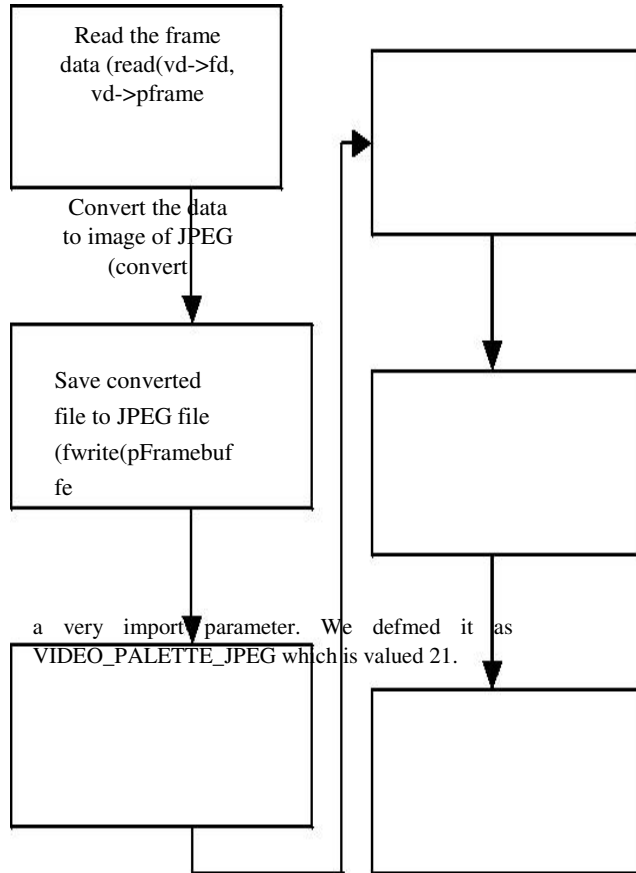 Read the frame
data (read(vd->fd,
vd->pframe
Convert the data
to image of JPEG
(convert
Save converted
file to JPEG file
(fwrite(pFramebuf
fe
a very import parameter. We defmed it as
VIDEO_PALETTE_JPEG which is valued 21.